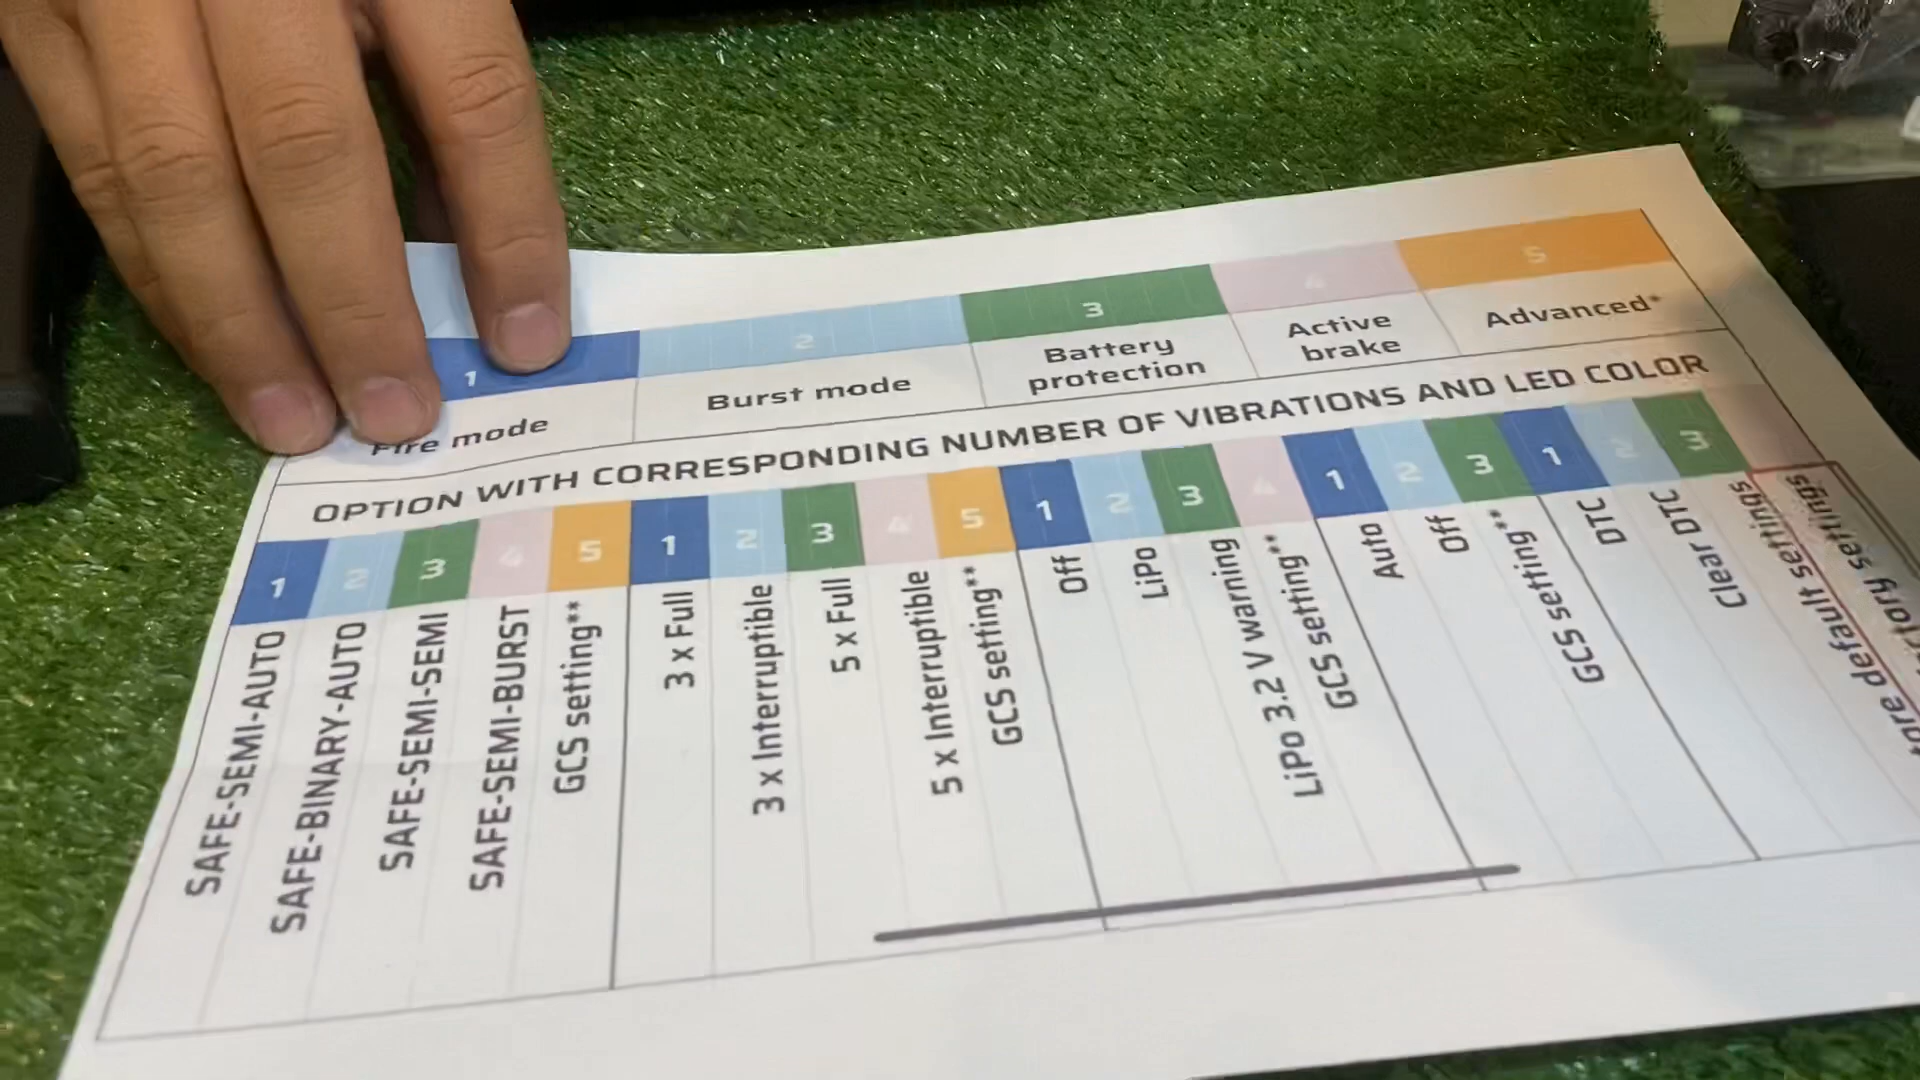 1 2 3 4 5
Fire mode
Burst mode
Battery
protection
Active
brake
Advanced*
OPTION WITH CORRESPONDING NUMBER OF VIBRATIONS AND LED COLOR
1 2 3 4 5 1 2 3 4 5 1 2 3 4 1 2 3 1 2 3
SAFE-SEMI-AUTO
SAFE-BINARY-AUTO
SAFE-SEMI-SEMI
SAFE-SEMI-BURST
GCS setting**
3 x Full
3 x Interruptible
5 x Full
5 x Interruptible
GCS setting**
Off
LiPo
LiPo 3.2 V warning
GCS setting**
Auto
Off
GCS setting**
DTC
Clear DTC
default settings
settings